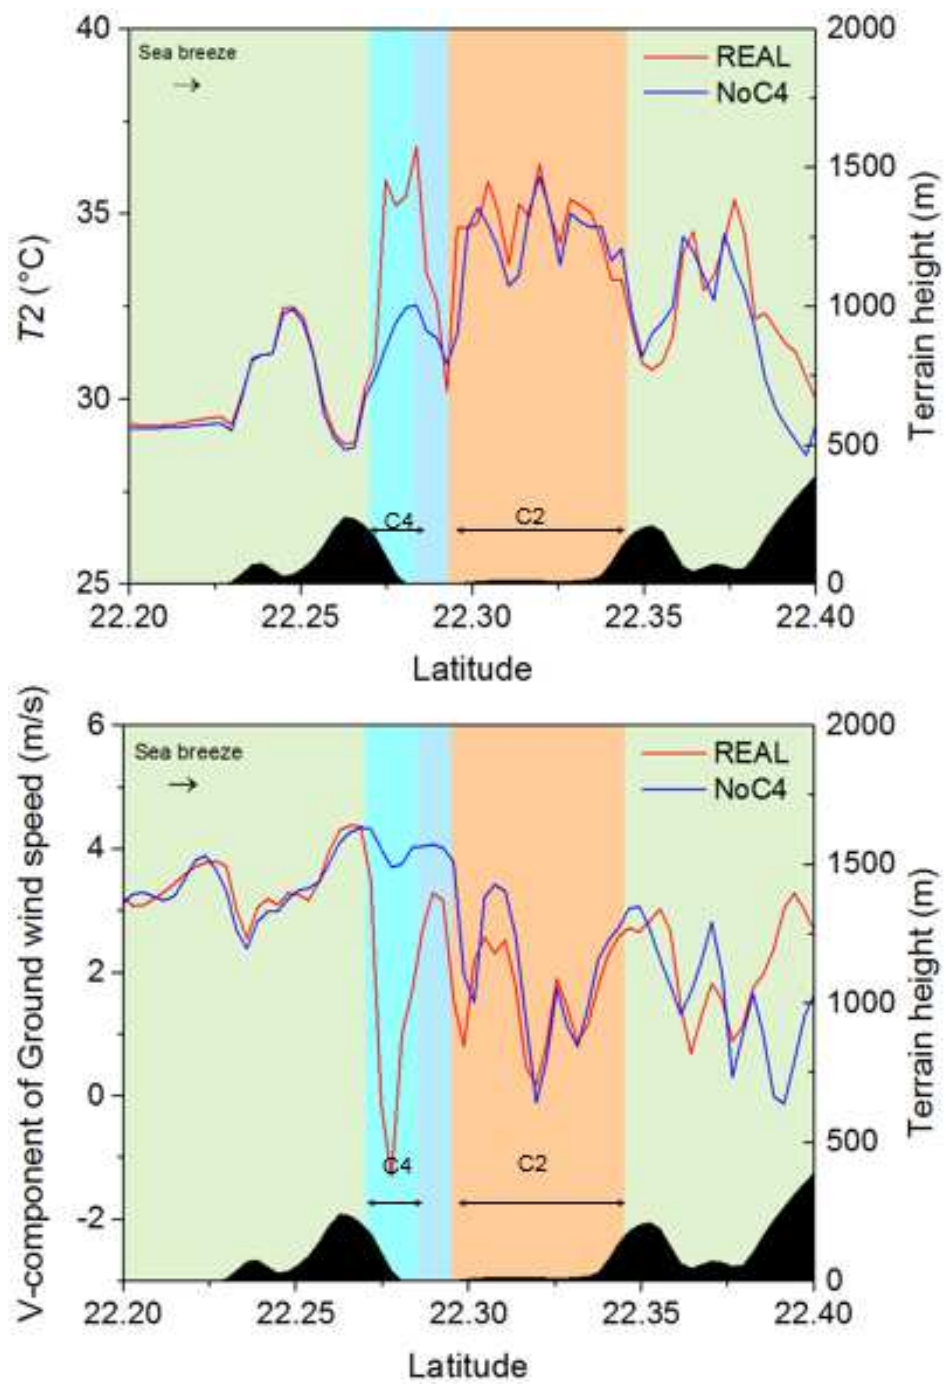 40
2000
Sea breeze
REAL
NoC4
35
1500
T2 (°C)
1000
Terrain height (m)
30
500
C4
C2
25
0
22.20
22.25
22.30
22.35
22.40
Latitude
6
2000
Sea breeze
REAL
NoC4
4
1500
V-component of Ground wind speed (m/s)
2
1000
Terrain height (m)
0
500
C4
C2
-2
0
22.20
22.25
22.30
22.35
22.40
Latitude